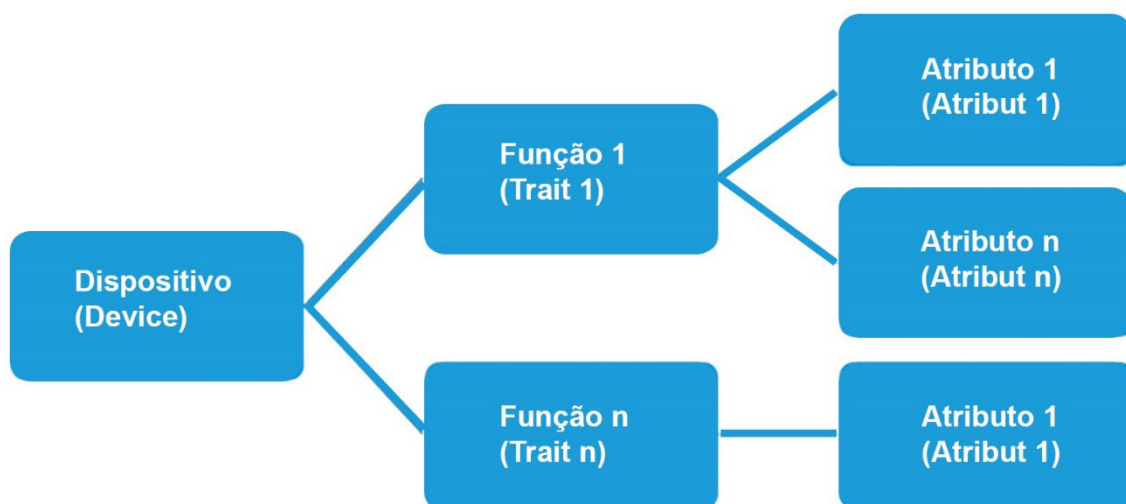 Dispositivo
(Device)
Função 1
(Trait 1)
Função n
(Trait n)
Atributo 1
(Atribut 1)
Atributo n
(Atribut n)
Atributo 1
(Atribut 1)